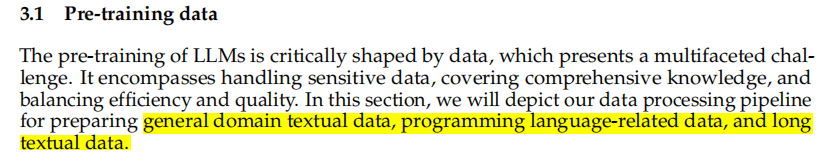 3.1 Pre-training data
The pre-training of LLMs is critically shaped by data, which presents a multifaceted chal-
lenge. It encompasses handling sensitive data, covering comprehensive knowledge, and
balancing efficiency and quality. In this section, we will depict our data processing pipeline
for preparing general domain textual data, programming language-related data, and long
textual data.